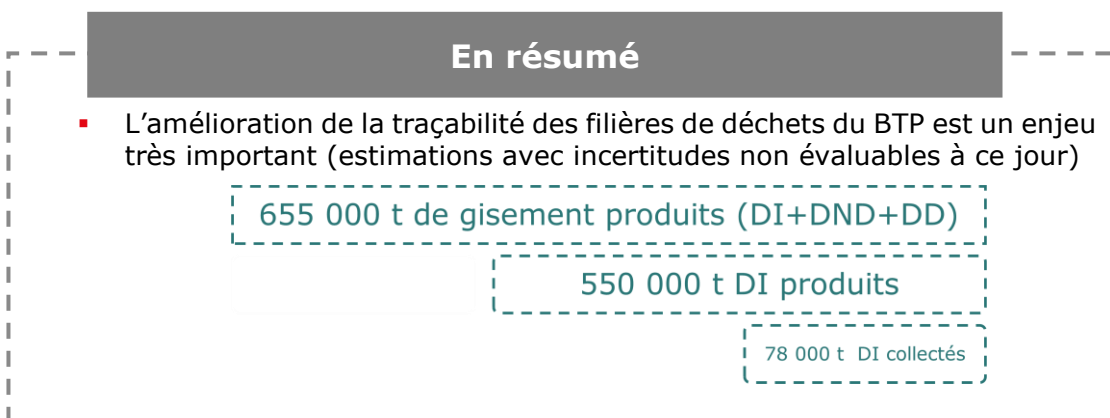 En résumé
▪ L’amélioration de la traçabilité des filières de déchets du BTP est un enjeu
très important (estimations avec incertitudes non évaluables à ce jour)
655 000 t de gisement produits (DI+DND+DD)
550 000 t DI produits
78 000 t DI collectés